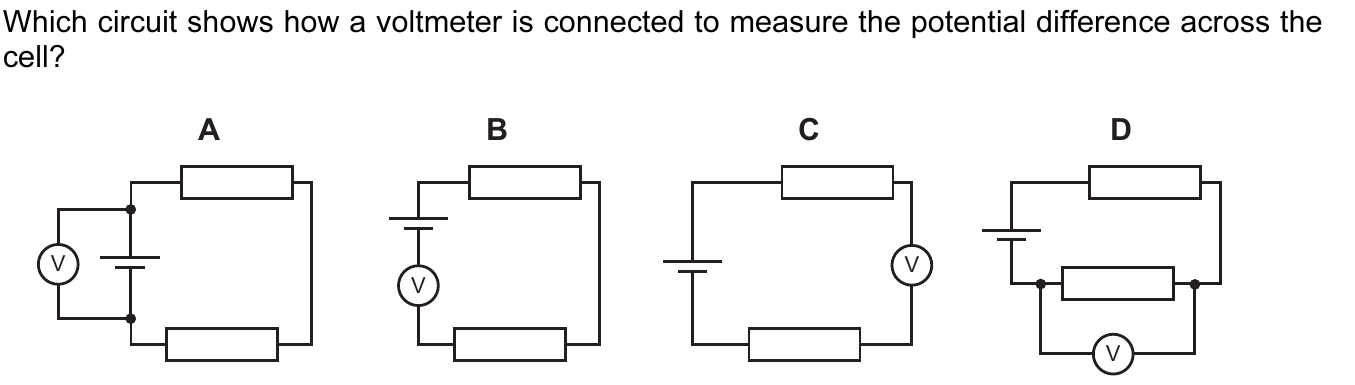 Which circuit shows how a voltmeter is connected to measure the potential difference across the
cell?
A B C D
V V V V